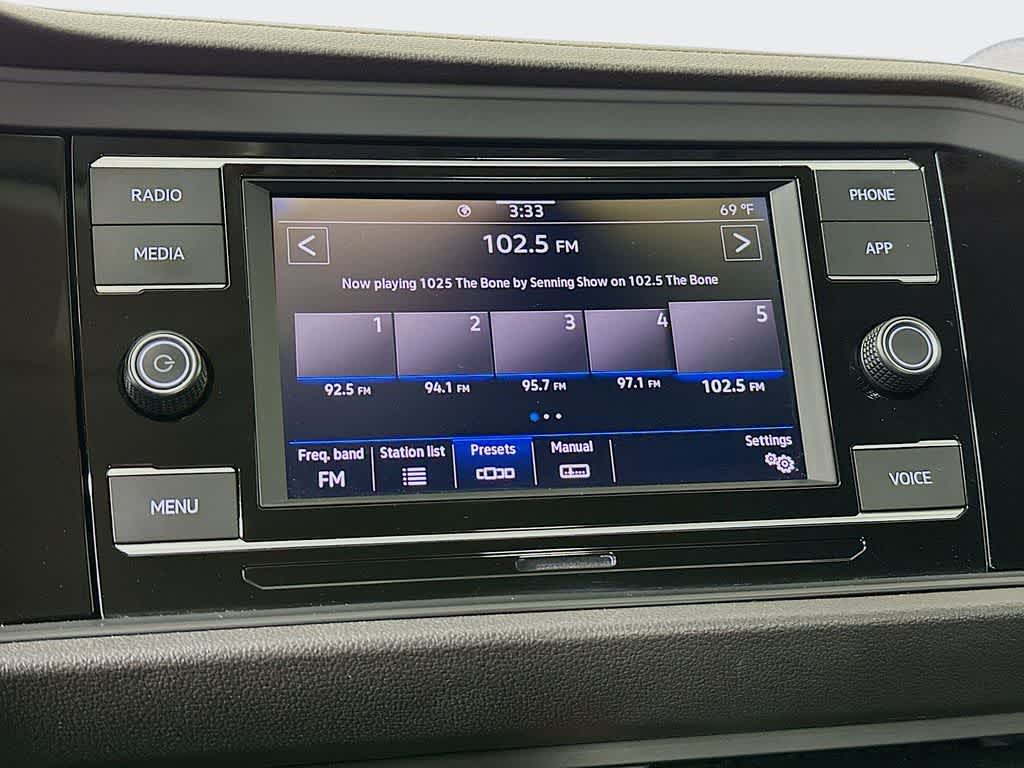 RADIO
MEDIA
MENU
3:33
69 °F
<
102.5 FM
>
Now playing 1025 The Bone by Senning Show on 102.5 The Bone
1 2 3 4 5
92.5 FM 94.1 FM 95.7 FM 97.1 FM 102.5 FM
Freq. band Station list Presets Manual Settings
FM
PHONE
APP
VOICE